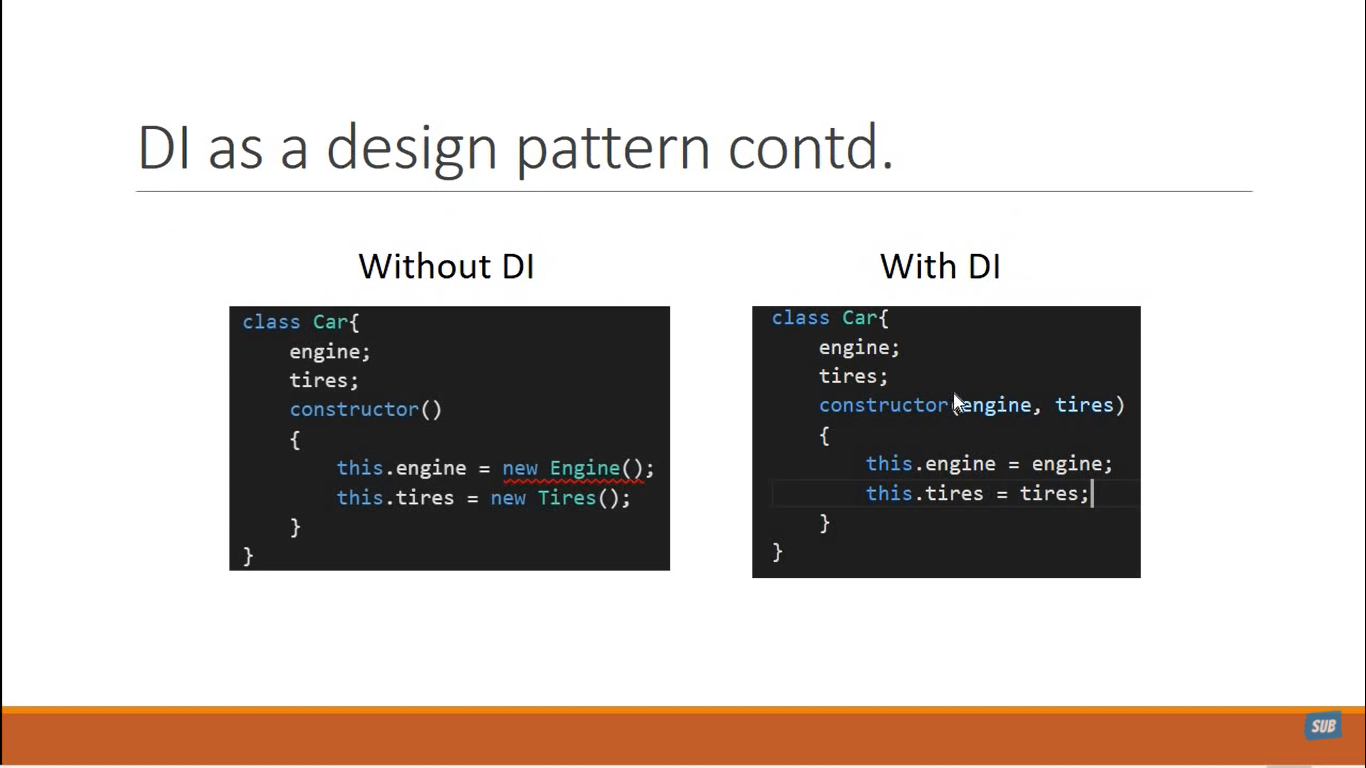 DI as a design pattern contd.
Without DI
class Car{
engine;
tires;
constructor()
{
this.engine = new Engine();
this.tires = new Tires();
}
}
With DI
class Car{
engine;
tires;
constructor(engine, tires)
{
this.engine = engine;
this.tires = tires;
}
}
SUB